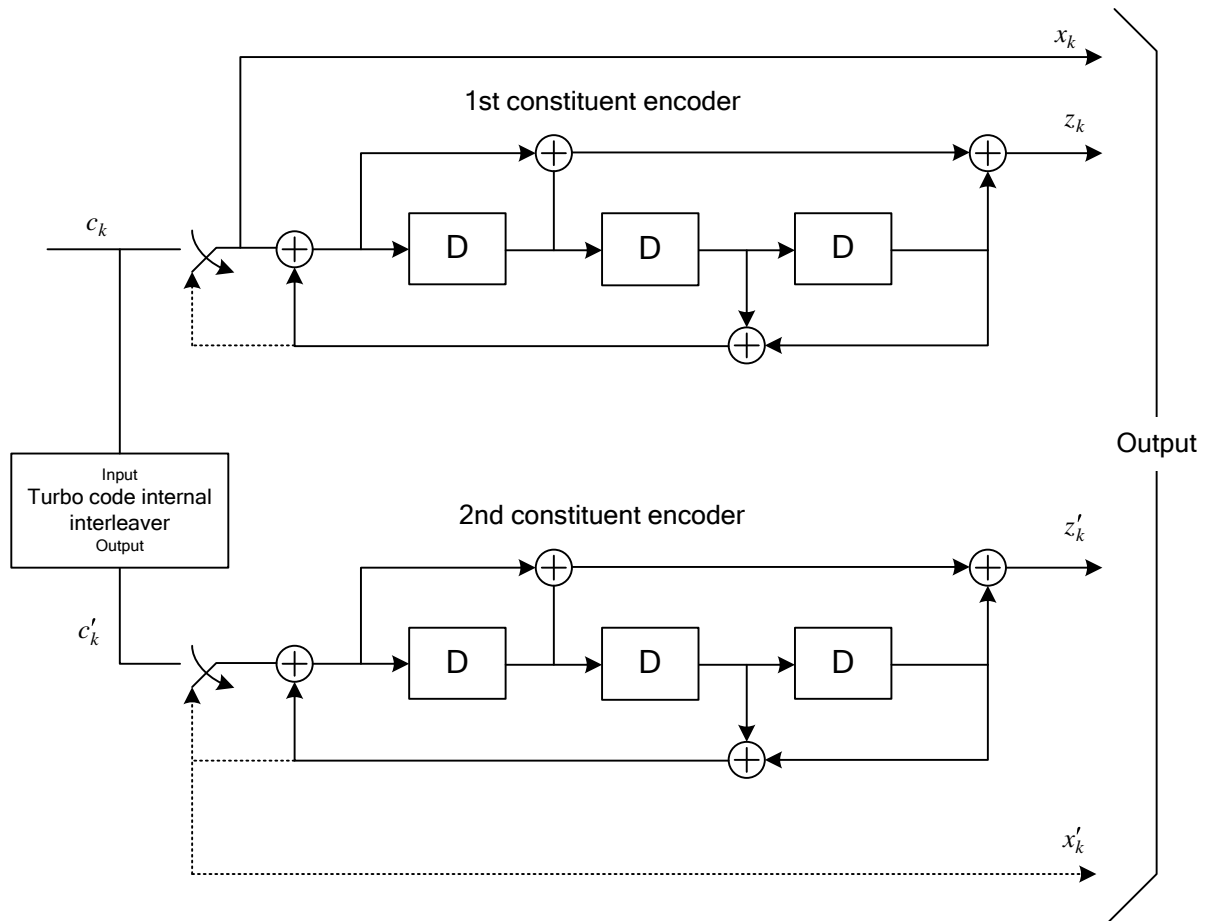 x_k
1st constituent encoder
z_k
c_k
D D D
Output
Input
Turbo code internal
interleaver
Output
2nd constituent encoder
z′_k
c′_k
D D D
x′_k